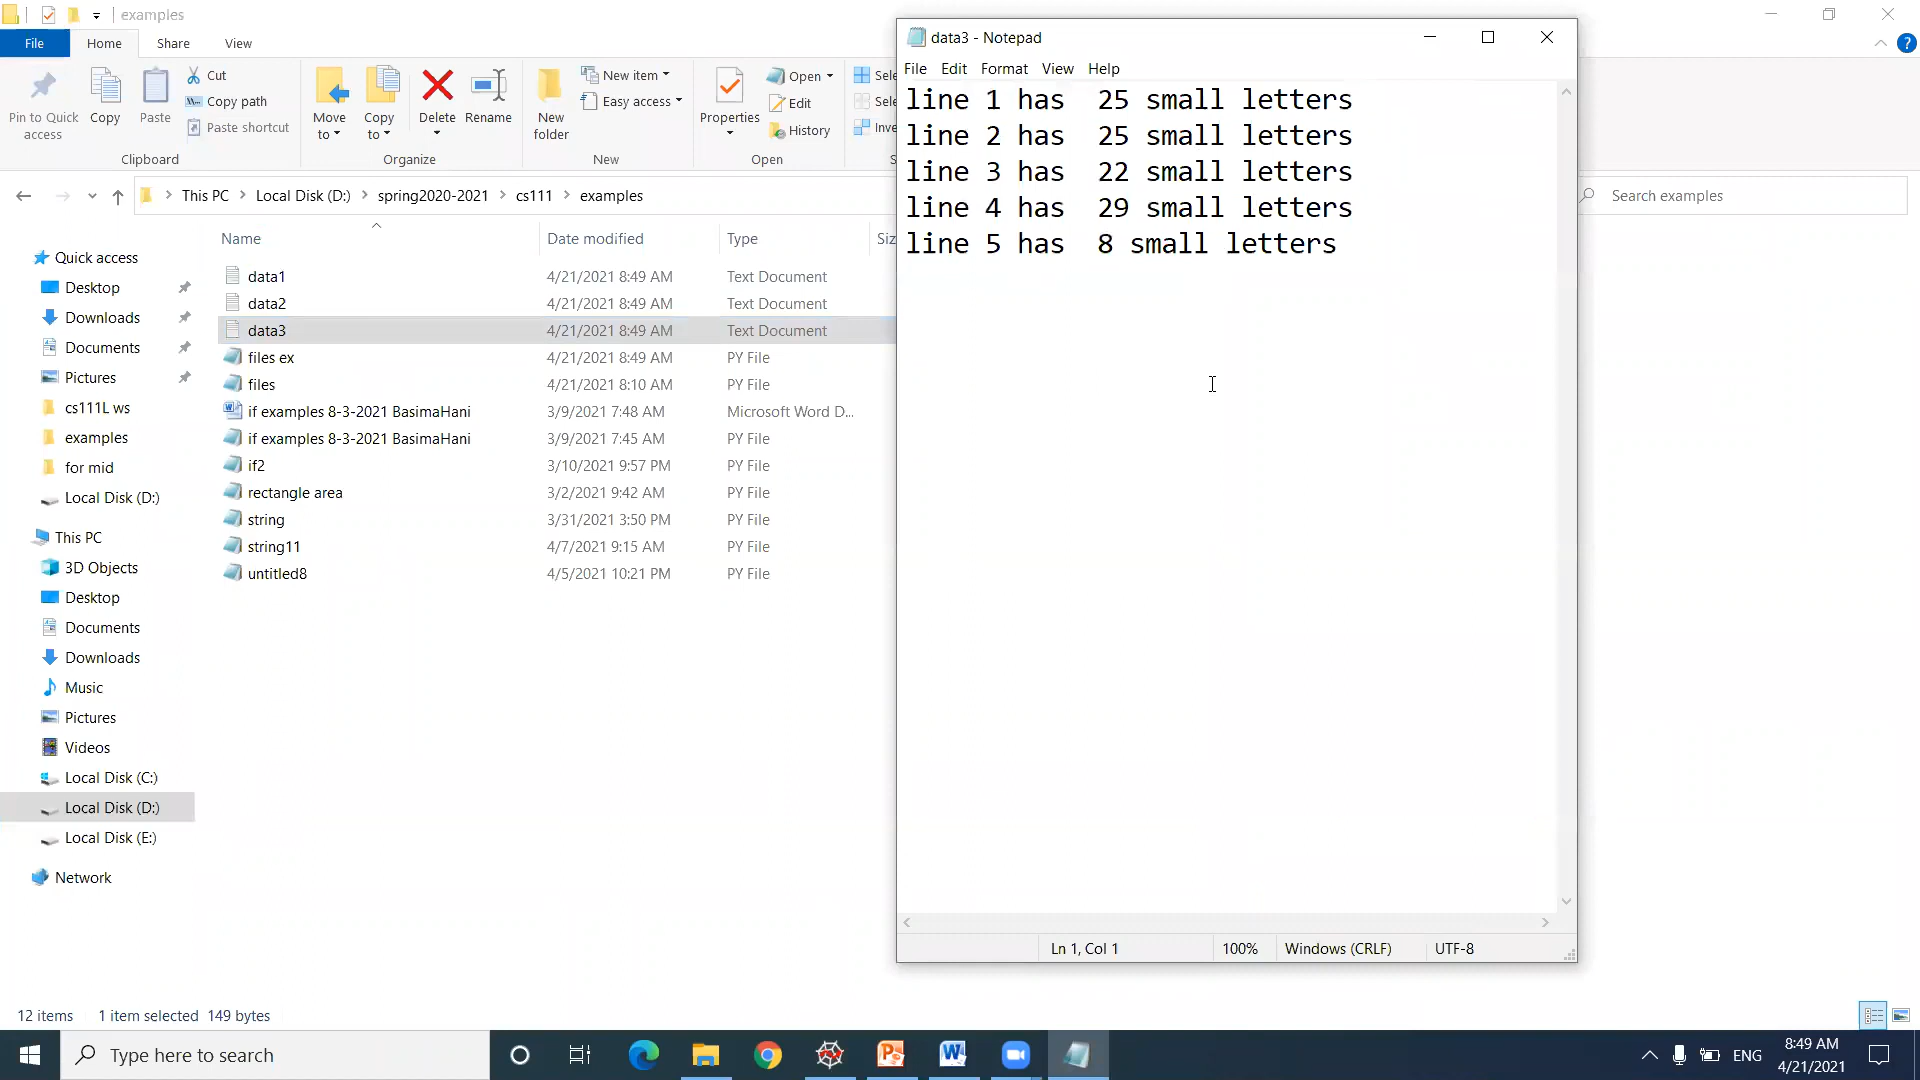 examples
File Home Share View
Pin to Quick access
Copy
Paste
Cut
Copy path
Paste shortcut
Clipboard
Move to
Copy to
Delete
Rename
Organize
New folder
New item
Easy access
New
Properties
Open
Edit
History
Open
Sele
Sele
Inve
S
This PC > Local Disk (D:) > spring2020-2021 > cs111 > examples
Search examples
Name Date modified Type Siz
data1 4/21/2021 8:49 AM Text Document
data2 4/21/2021 8:49 AM Text Document
data3 4/21/2021 8:49 AM Text Document
files ex 4/21/2021 8:49 AM PY File
files 4/21/2021 8:10 AM PY File
if examples 8-3-2021 BasimaHani 3/9/2021 7:48 AM Microsoft Word D...
if examples 8-3-2021 BasimaHani 3/9/2021 7:45 AM PY File
if2 3/10/2021 9:57 PM PY File
rectangle area 3/2/2021 9:42 AM PY File
string 3/31/2021 3:50 PM PY File
string11 4/7/2021 9:15 AM PY File
untitled8 4/5/2021 10:21 PM PY File
Quick access
Desktop
Downloads
Documents
Pictures
cs111L ws
examples
for mid
Local Disk (D:)
This PC
3D Objects
Desktop
Documents
Downloads
Music
Pictures
Videos
Local Disk (C:)
Local Disk (D:)
Local Disk (E:)
Network
12 items 1 item selected 149 bytes
data3 - Notepad
File Edit Format View Help
line 1 has  25 small letters
line 2 has  25 small letters
line 3 has  22 small letters
line 4 has  29 small letters
line 5 has  8 small letters
Ln 1, Col 1 100% Windows (CRLF) UTF-8
Type here to search
ENG
8:49 AM
4/21/2021